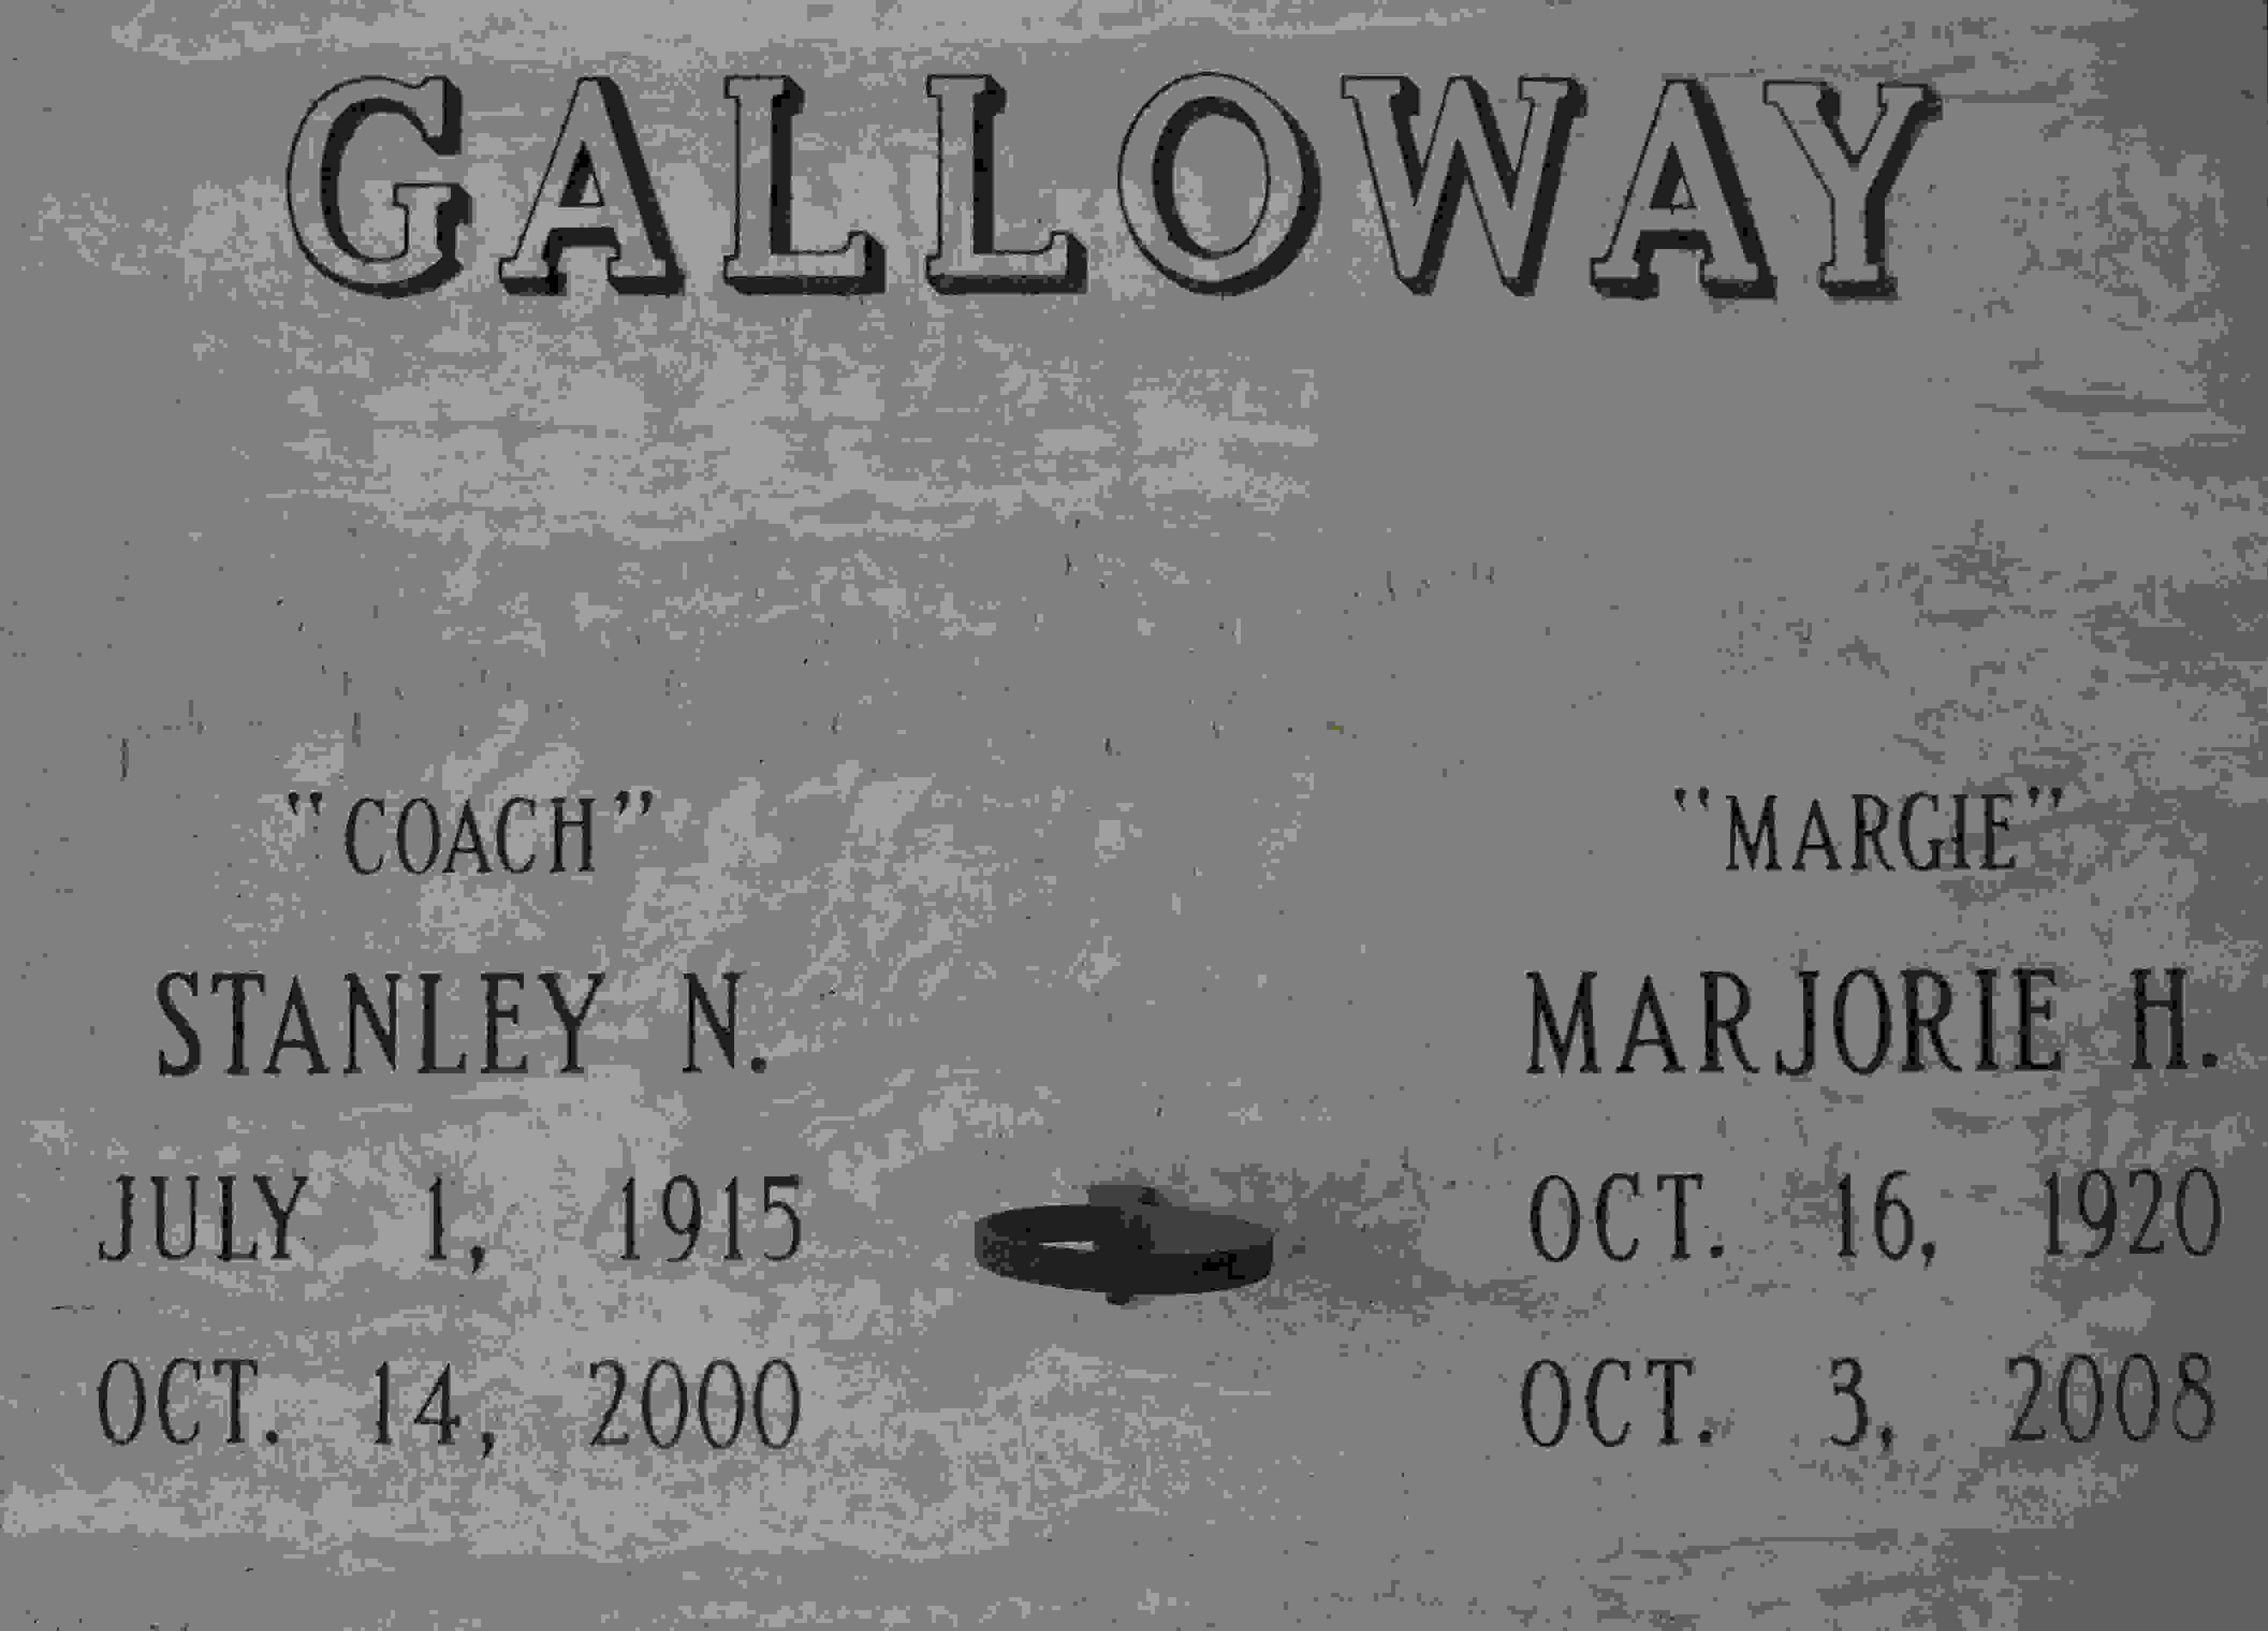 GALLOWAY
"COACH"
STANLEY N.
JULY 1, 1915
OCT. 14, 2000
"MARGIE"
MARJORIE H.
OCT. 16, 1920
OCT. 3, 2008